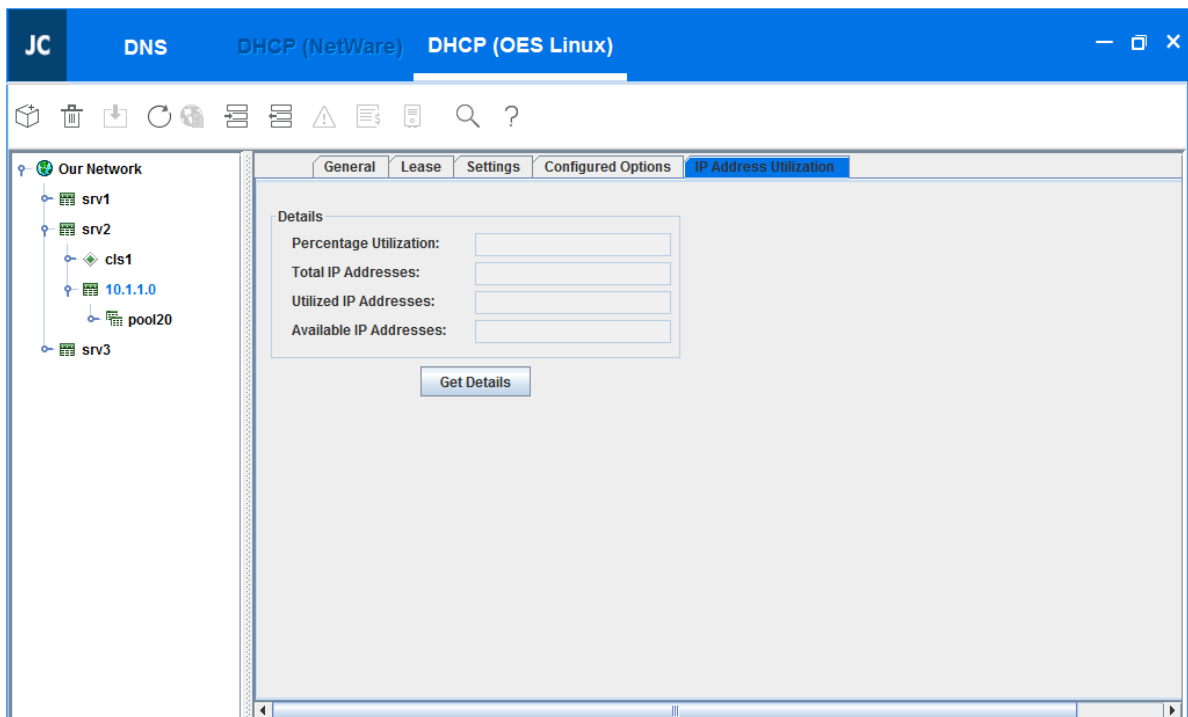 JC DNS DHCP (NetWare) DHCP (OES Linux)
?
Our Network
srv1
srv2
cls1
10.1.1.0
pool20
srv3
General Lease Settings Configured Options IP Address Utilization
Details
Percentage Utilization:
Total IP Addresses:
Utilized IP Addresses:
Available IP Addresses:
Get Details